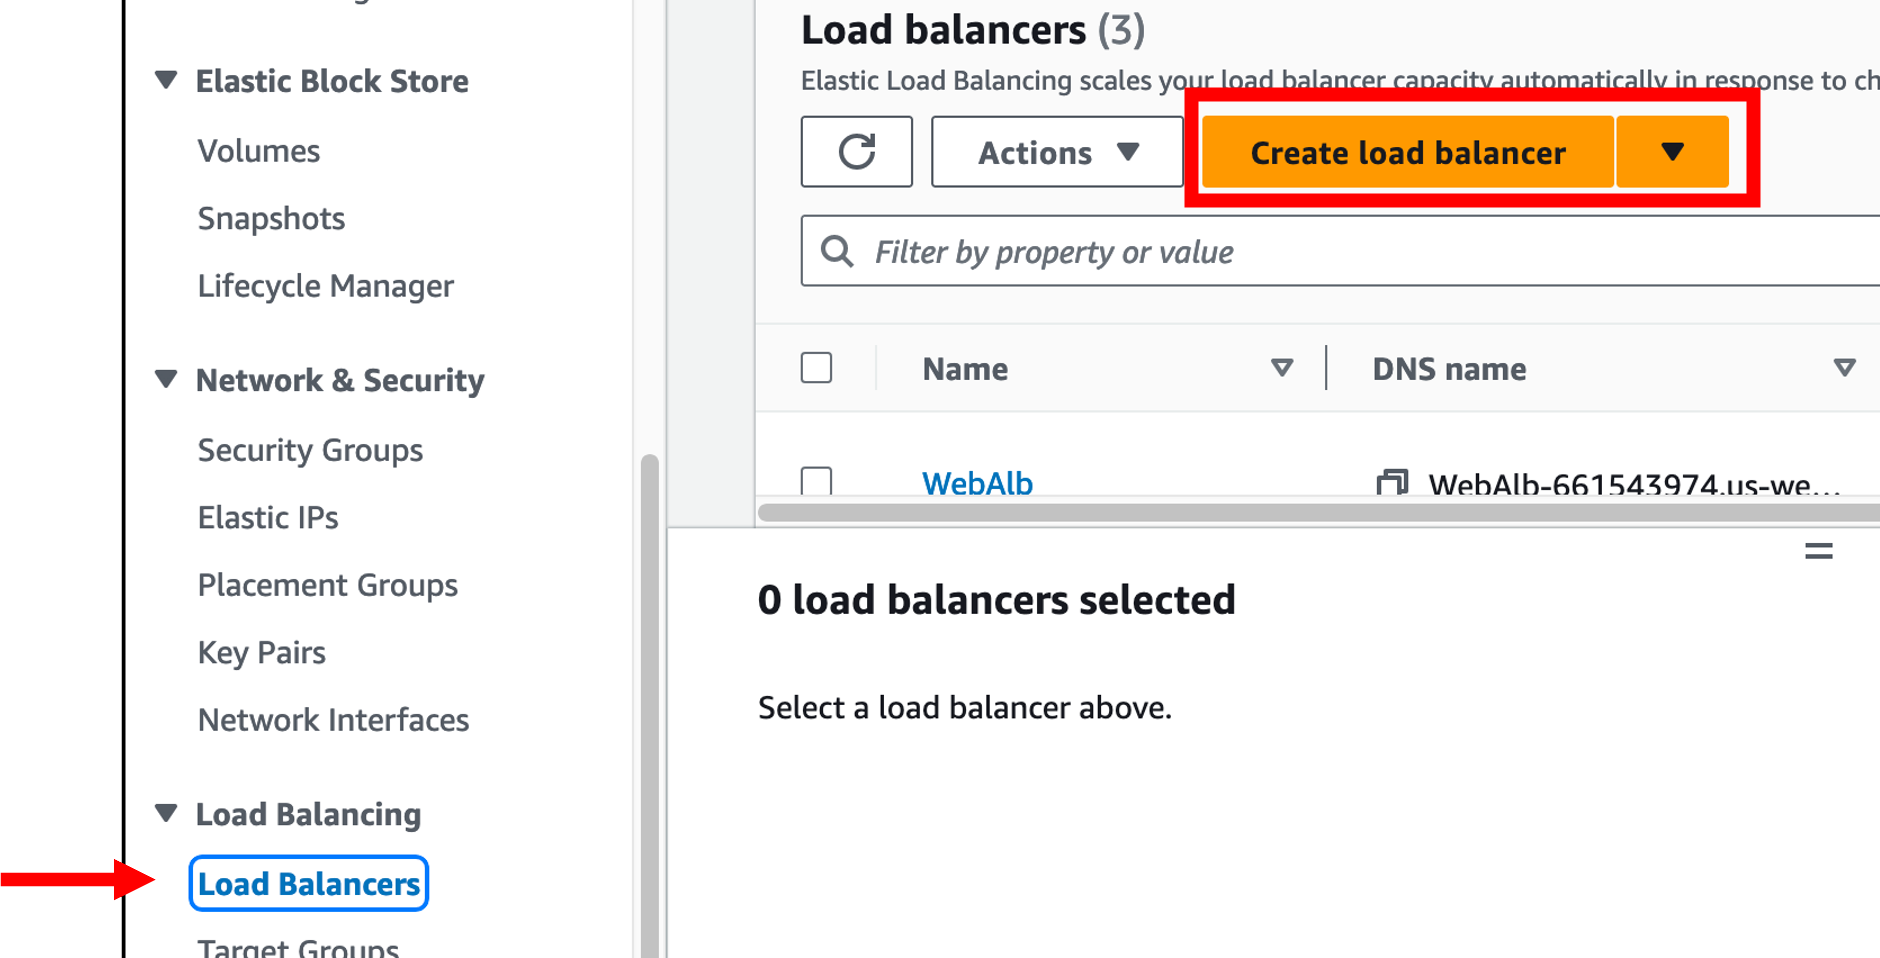 Elastic Block Store
Volumes
Snapshots
Lifecycle Manager
Network & Security
Security Groups
Elastic IPs
Placement Groups
Key Pairs
Network Interfaces
Load Balancing
Load Balancers
Target Groups
Load balancers (3)
Elastic Load Balancing scales your load balancer capacity automatically in response to
Actions
Create load balancer
Filter by property or value
Name
DNS name
WebAlb
WebAlb-661543974.us-we...
0 load balancers selected
Select a load balancer above.